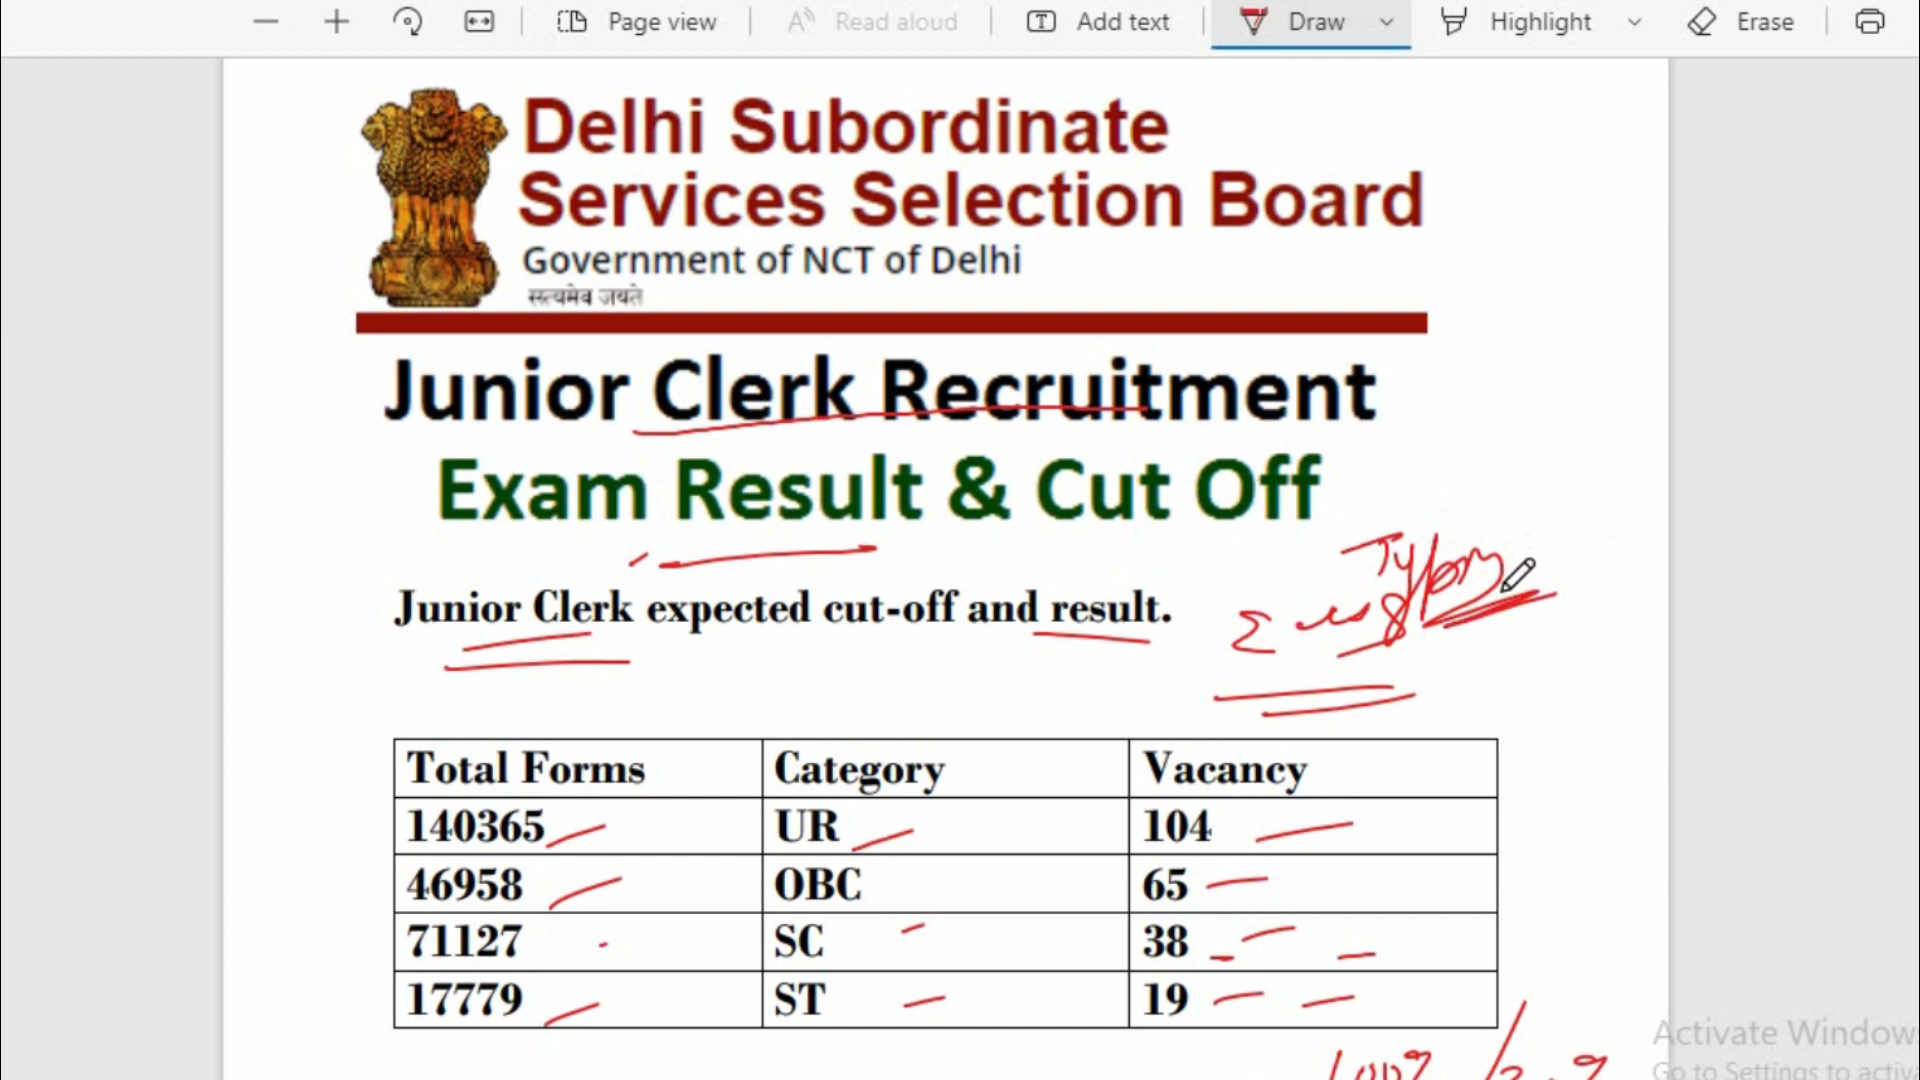 Page view Read aloud Add text Draw Highlight Erase
Delhi Subordinate
Services Selection Board
Government of NCT of Delhi
सत्यमेव जयते
Junior Clerk Recruitment
Exam Result & Cut Off
Junior Clerk expected cut-off and result.
Total Forms Category Vacancy
140365 UR 104
46958 OBC 65
71127 SC 38
17779 ST 19
Activate Window
Go to Settings to activa